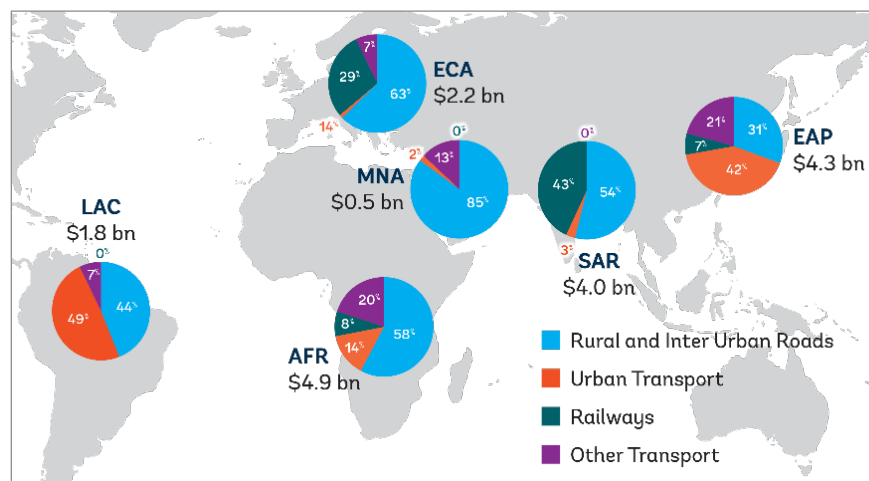 7%
29%
63%
14%
ECA
$2.2 bn
0%
2%
13%
85%
MNA
$0.5 bn
0%
43%
54%
3%
SAR
$4.0 bn
21%
31%
7%
42%
EAP
$4.3 bn
LAC
$1.8 bn
0%
7%
49%
44%
20%
8%
58%
14%
AFR
$4.9 bn
Rural and Inter Urban Roads
Urban Transport
Railways
Other Transport